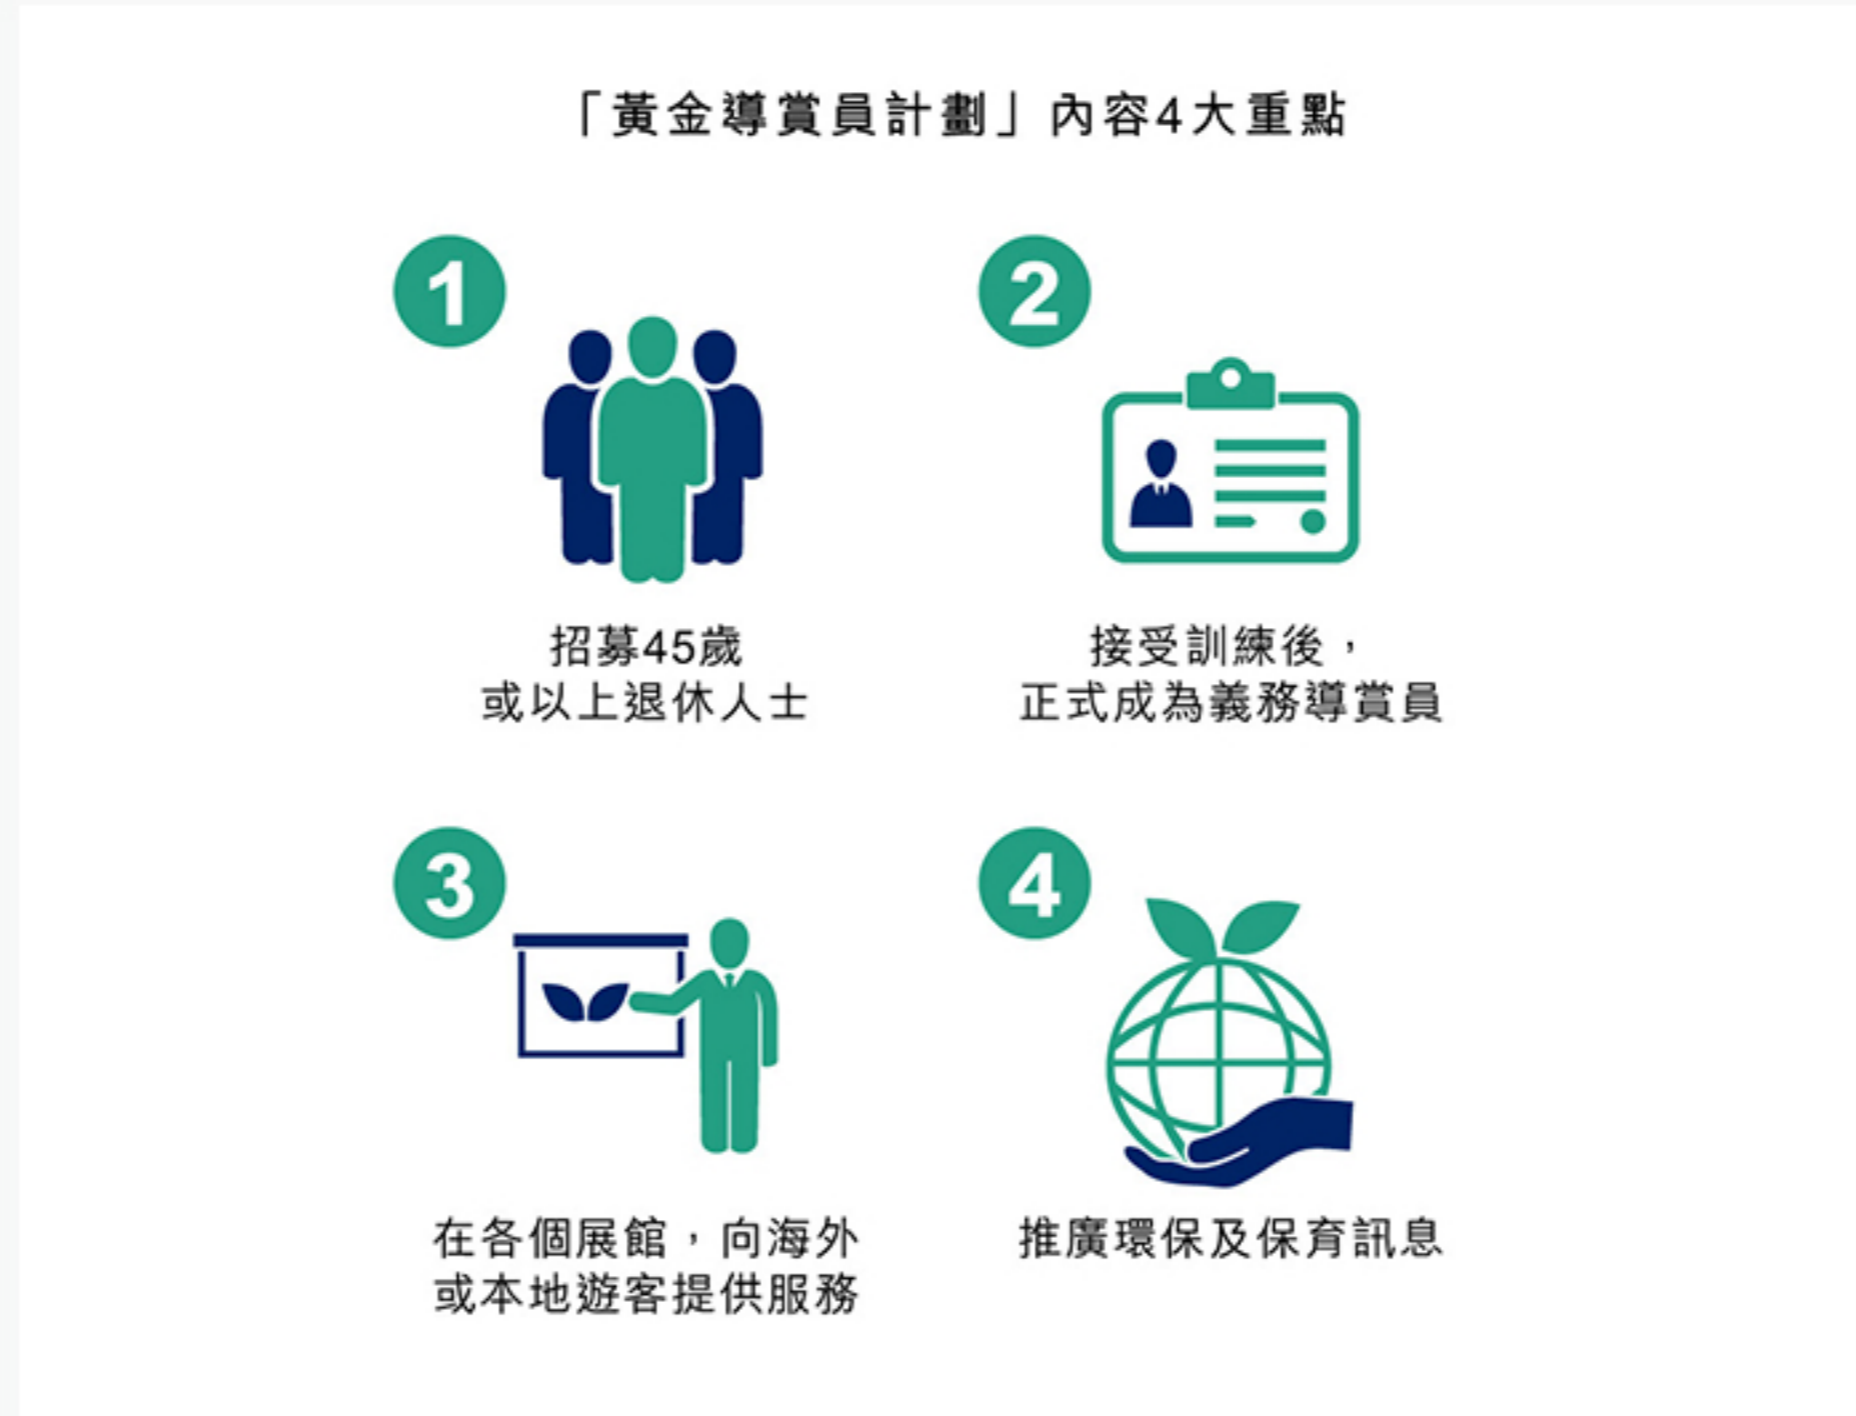 「黃金導賞員計劃」內容4大重點
1
招募45歲
或以上退休人士
2
接受訓練後，
正式成為義務導賞員
3
在各個展館，向海外
或本地遊客提供服務
4
推廣環保及保育訊息